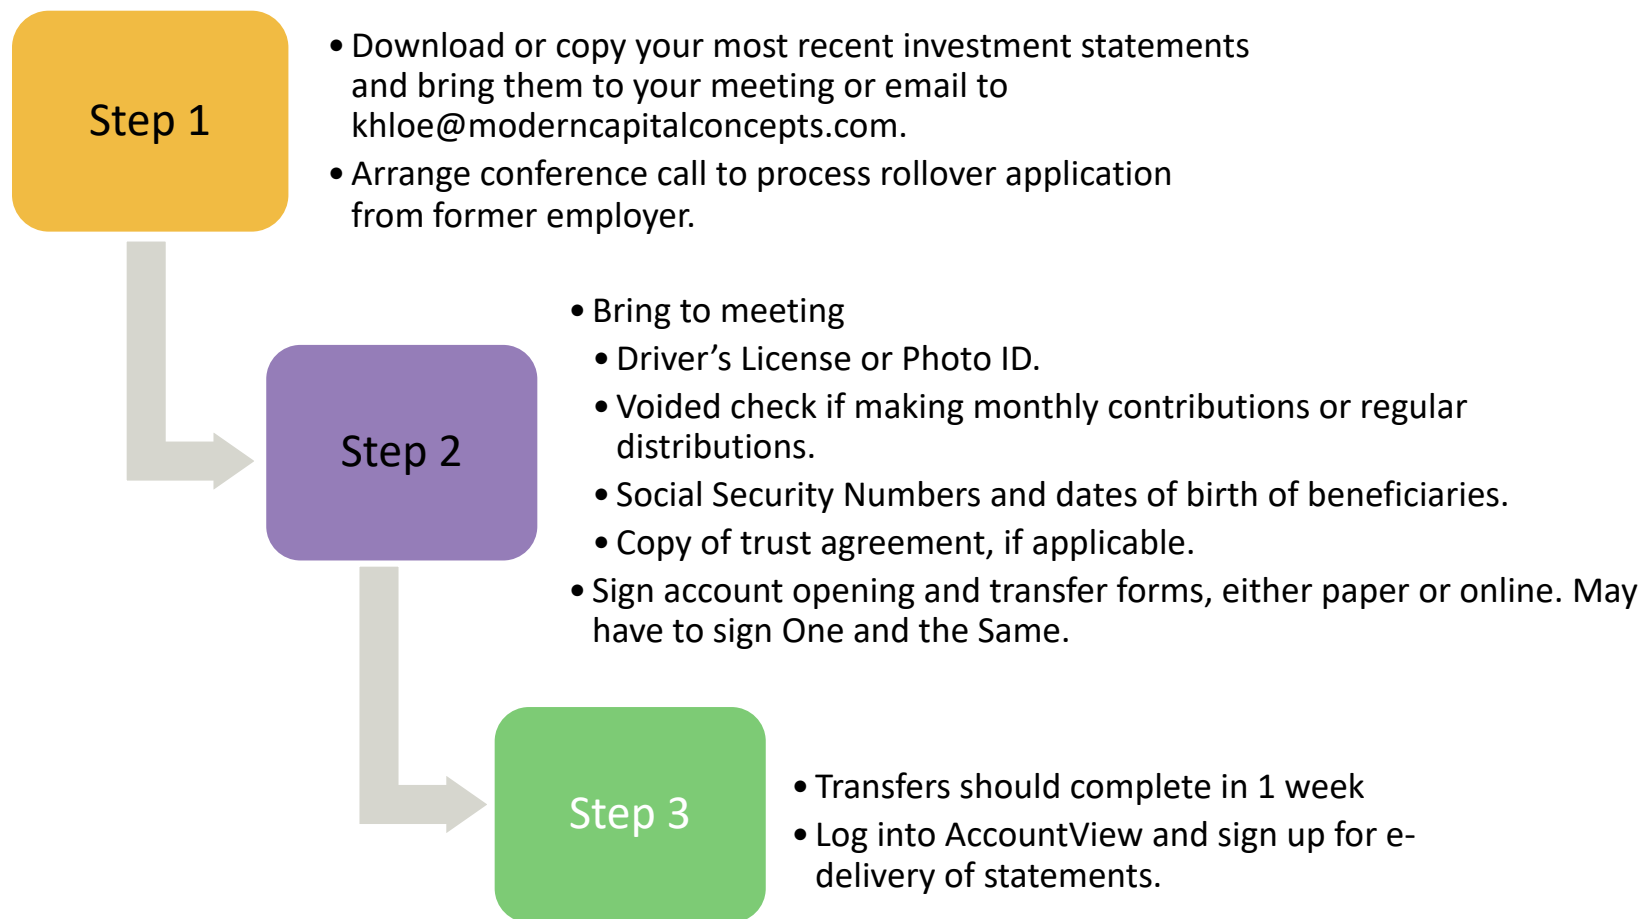 Step 1
• Download or copy your most recent investment statements
and bring them to your meeting or email to
khloe@moderncapitalconcepts.com.
• Arrange conference call to process rollover application
from former employer.
Step 2
• Bring to meeting
• Driver’s License or Photo ID.
• Voided check if making monthly contributions or regular
distributions.
• Social Security Numbers and dates of birth of beneficiaries.
• Copy of trust agreement, if applicable.
• Sign account opening and transfer forms, either paper or online. May
have to sign One and the Same.
Step 3
• Transfers should complete in 1 week
• Log into AccountView and sign up for e-
delivery of statements.